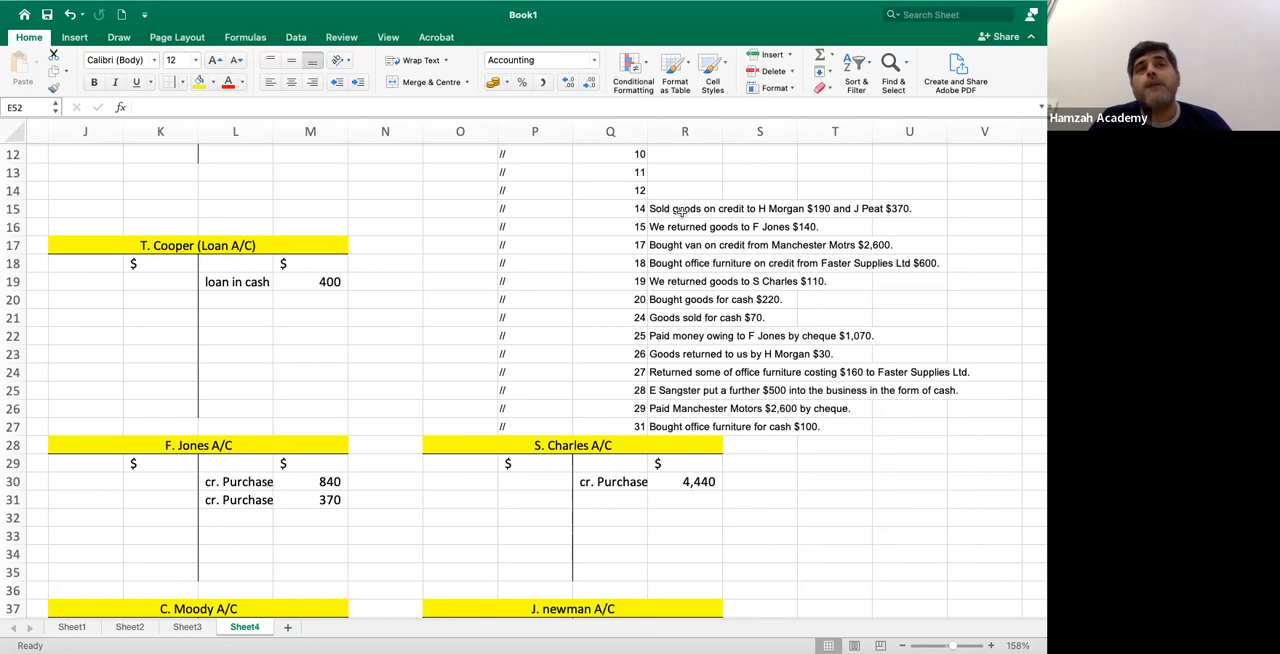 Book1
Search Sheet
Home Insert Draw Page Layout Formulas Data Review View Acrobat Share
Paste
Calibri (Body) 12 A A
B I U A
Wrap Text
Merge & Centre
Accounting
%
Conditional Formatting
Format as Table
Cell Styles
Insert
Delete
Format
Sort & Filter
Find & Select
Create and Share Adobe PDF
E52 fx
Hamzah Academy
J K L M N O P Q R S T U V
12 // 10
13 // 11
14 // 12
15 // 14 Sold goods on credit to H Morgan $190 and J Peat $370.
16 // 15 We returned goods to F Jones $140.
17 T. Cooper (Loan A/C) // 17 Bought van on credit from Manchester Motrs $2,600.
18 $ $ // 18 Bought office furniture on credit from Faster Supplies Ltd $600.
19 loan in cash 400 // 19 We returned goods to S Charles $110.
20 // 20 Bought goods for cash $220.
21 // 24 Goods sold for cash $70.
22 // 25 Paid money owing to F Jones by cheque $1,070.
23 // 26 Goods returned to us by H Morgan $30.
24 // 27 Returned some of office furniture costing $160 to Faster Supplies Ltd.
25 // 28 E Sangster put a further $500 into the business in the form of cash.
26 // 29 Paid Manchester Motors $2,600 by cheque.
27 // 31 Bought office furniture for cash $100.
28 F. Jones A/C S. Charles A/C
29 $ $ $ $
30 cr. Purchase 840 cr. Purchase 4,440
31 cr. Purchase 370
32
33
34
35
36
37 C. Moody A/C J. newman A/C
Sheet1 Sheet2 Sheet3 Sheet4 +
Ready 158%